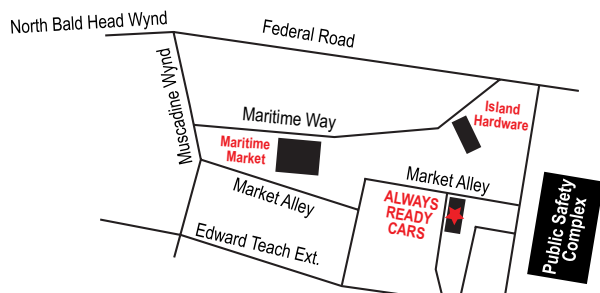 North Bald Head Wynd
Federal Road
Muscadine Wynd
Maritime Way
Island
Hardware
Maritime
Market
Market Alley
Market Alley
ALWAYS
READY
CARS
Public Safety
Complex
Edward Teach Ext.